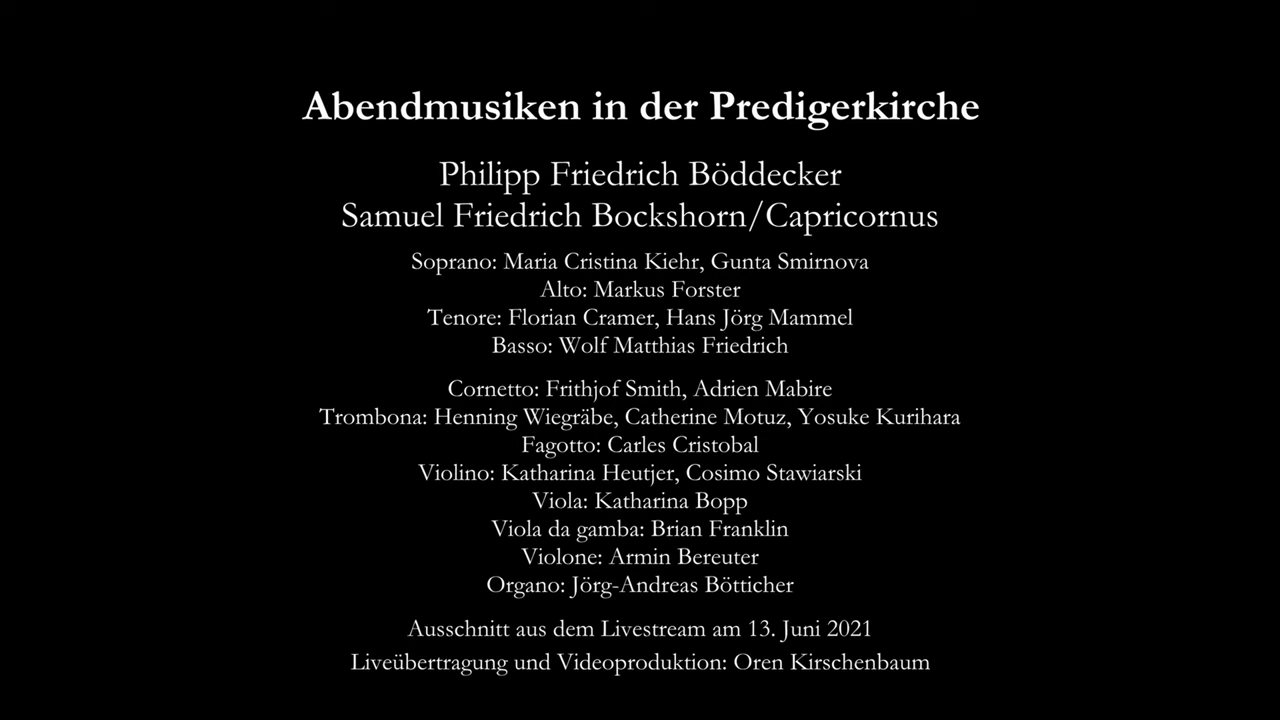 Abendmusiken in der Predigerkirche
Philipp Friedrich Böddecker
Samuel Friedrich Bockshorn/Capricornus
Soprano: Maria Cristina Kiehr, Gunta Smirnova
Alto: Markus Forster
Tenore: Florian Cramer, Hans Jörg Mammel
Basso: Wolf Matthias Friedrich
Cornetto: Frithjof Smith, Adrien Mabire
Trombona: Henning Wiegräbe, Catherine Motuz, Yosuke Kurihara
Fagotto: Carles Cristobal
Violino: Katharina Heutjer, Cosimo Stawiarski
Viola: Katharina Bopp
Viola da gamba: Brian Franklin
Violone: Armin Bereuter
Organo: Jörg-Andreas Bötticher
Ausschnitt aus dem Livestream am 13. Juni 2021
Liveübertragung und Videoproduktion: Oren Kirschenbaum